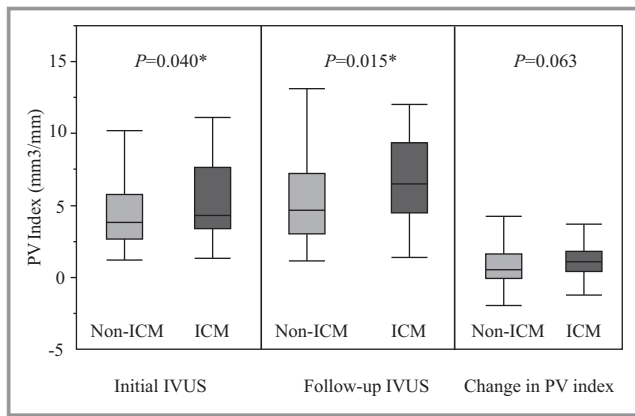 P=0.040*
P=0.015*
P=0.063
PV Index (mm3/mm)
15
10
5
0
-5
Non-ICM ICM
Non-ICM ICM
Non-ICM ICM
Initial IVUS
Follow-up IVUS
Change in PV index